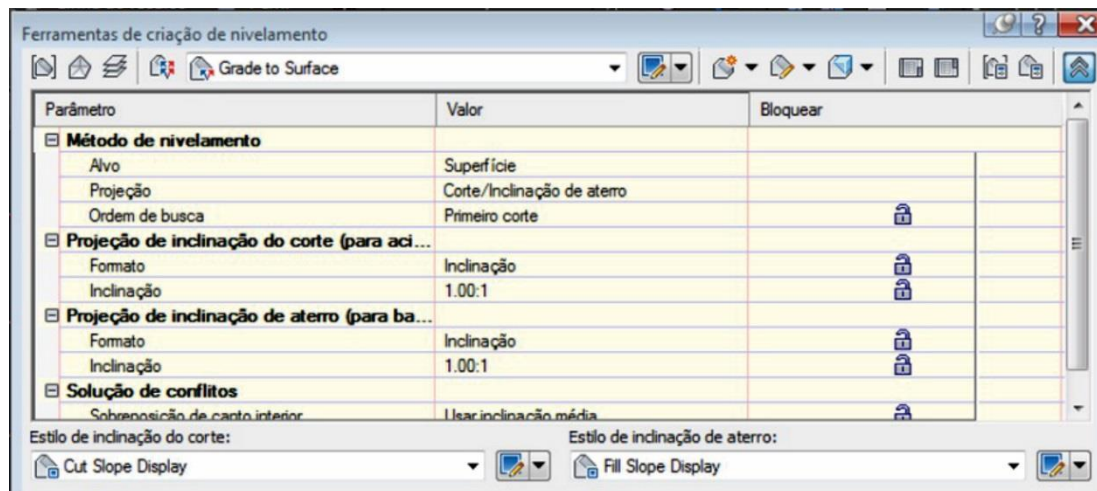 Ferramentas de criação de nivelamento
Grade to Surface
Parâmetro Valor Bloquear
Método de nivelamento
Alvo Superfície
Projeção Corte/Inclinação de aterro
Ordem de busca Primeiro corte
Projeção de inclinação do corte (para aci...
Formato Inclinação
Inclinação 1.00:1
Projeção de inclinação de aterro (para ba...
Formato Inclinação
Inclinação 1.00:1
Solução de conflitos
Sobreposição de canto interior Usar inclinação média
Estilo de inclinação do corte: Estilo de inclinação de aterro:
Cut Slope Display Fill Slope Display